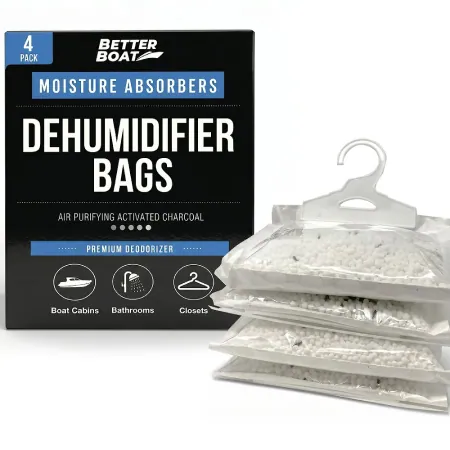 4
PACK
BETTER
BOAT
MOISTURE ABSORBERS
DEHUMIDIFIER
BAGS
AIR PURIFYING ACTIVATED CHARCOAL
PREMIUM DEODORIZER
Boat Cabins Bathrooms Closets